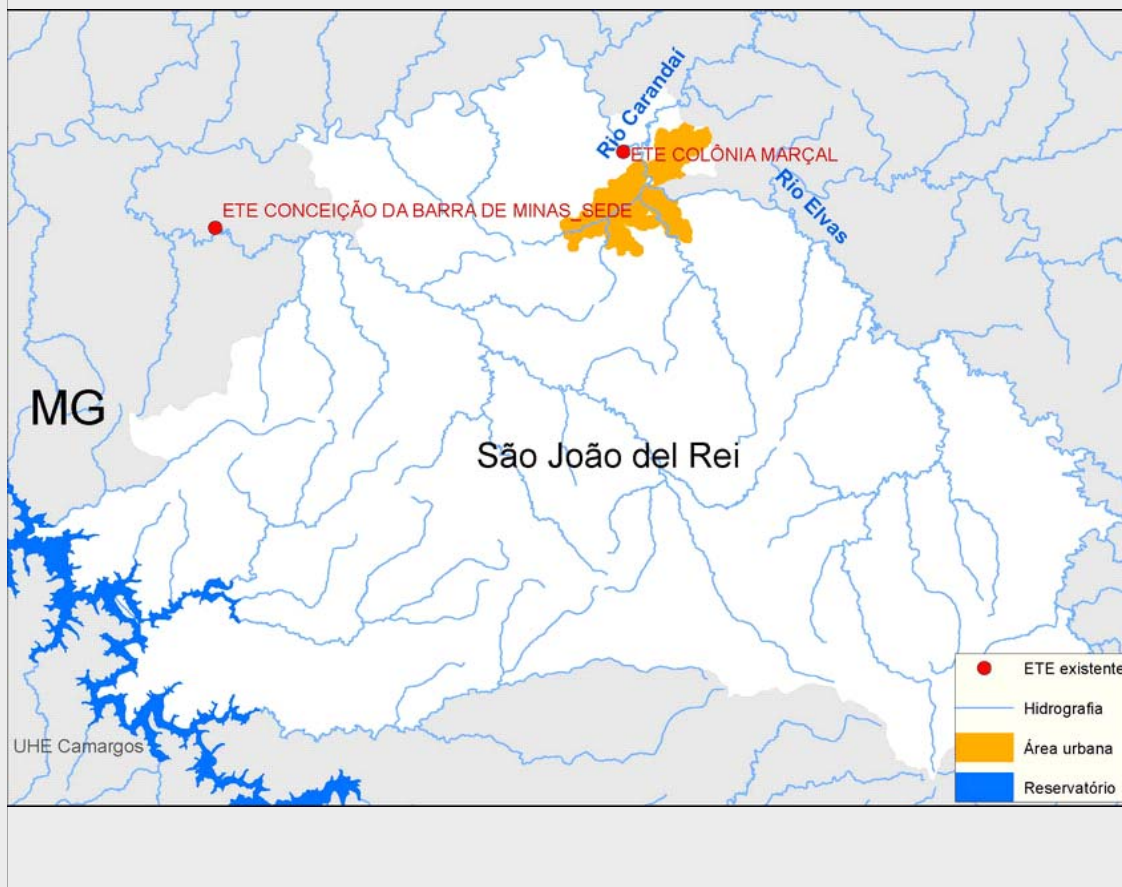 Rio Carandaí
ETE COLÔNIA MARÇAL
Rio Elvas
ETE CONCEIÇÃO DA BARRA DE MINAS_SEDE
MG
São João del Rei
UHE Camargos
ETE existente
Hidrografia
Área urbana
Reservatório